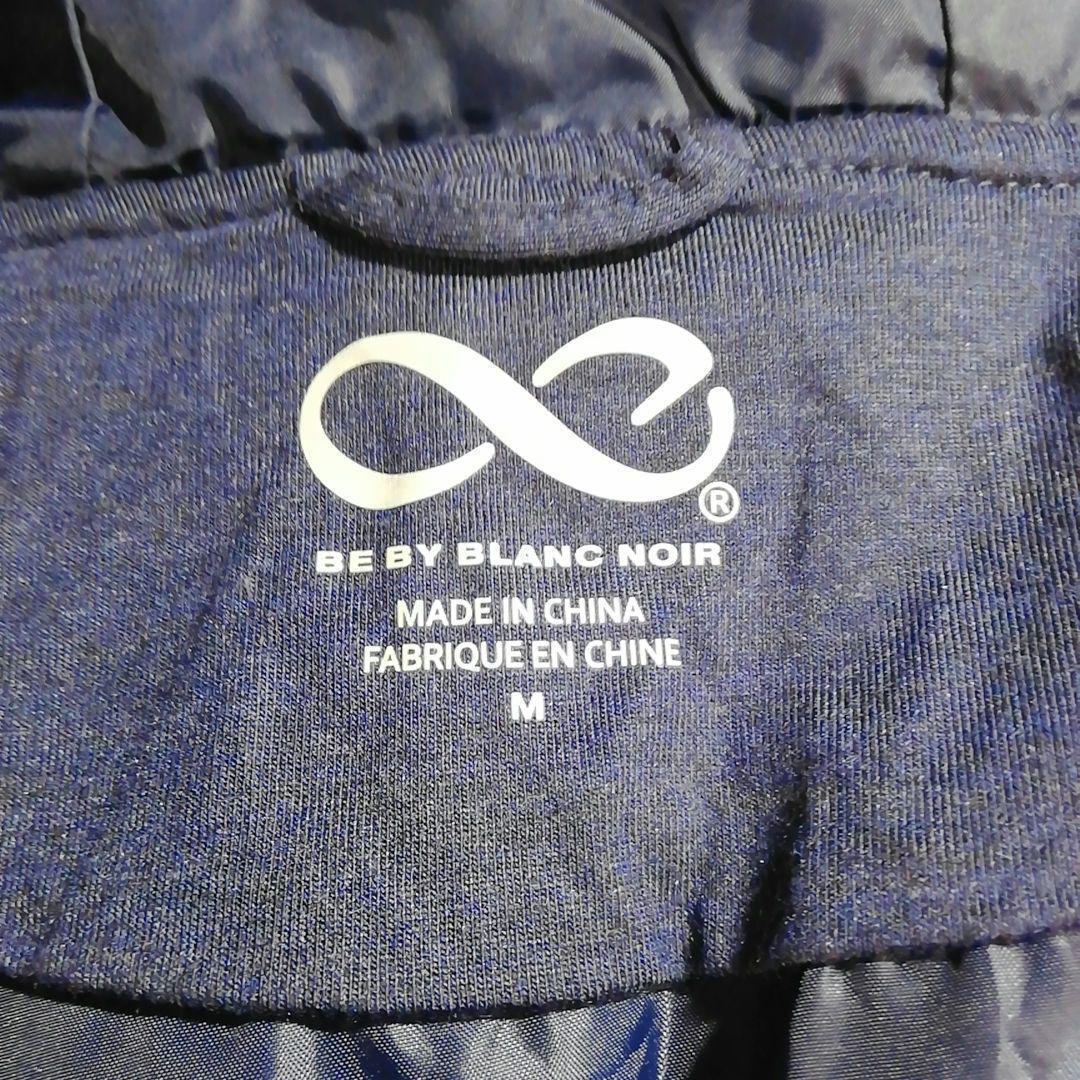 ®
BE BY BLANC NOIR
MADE IN CHINA
FABRIQUE EN CHINE
M